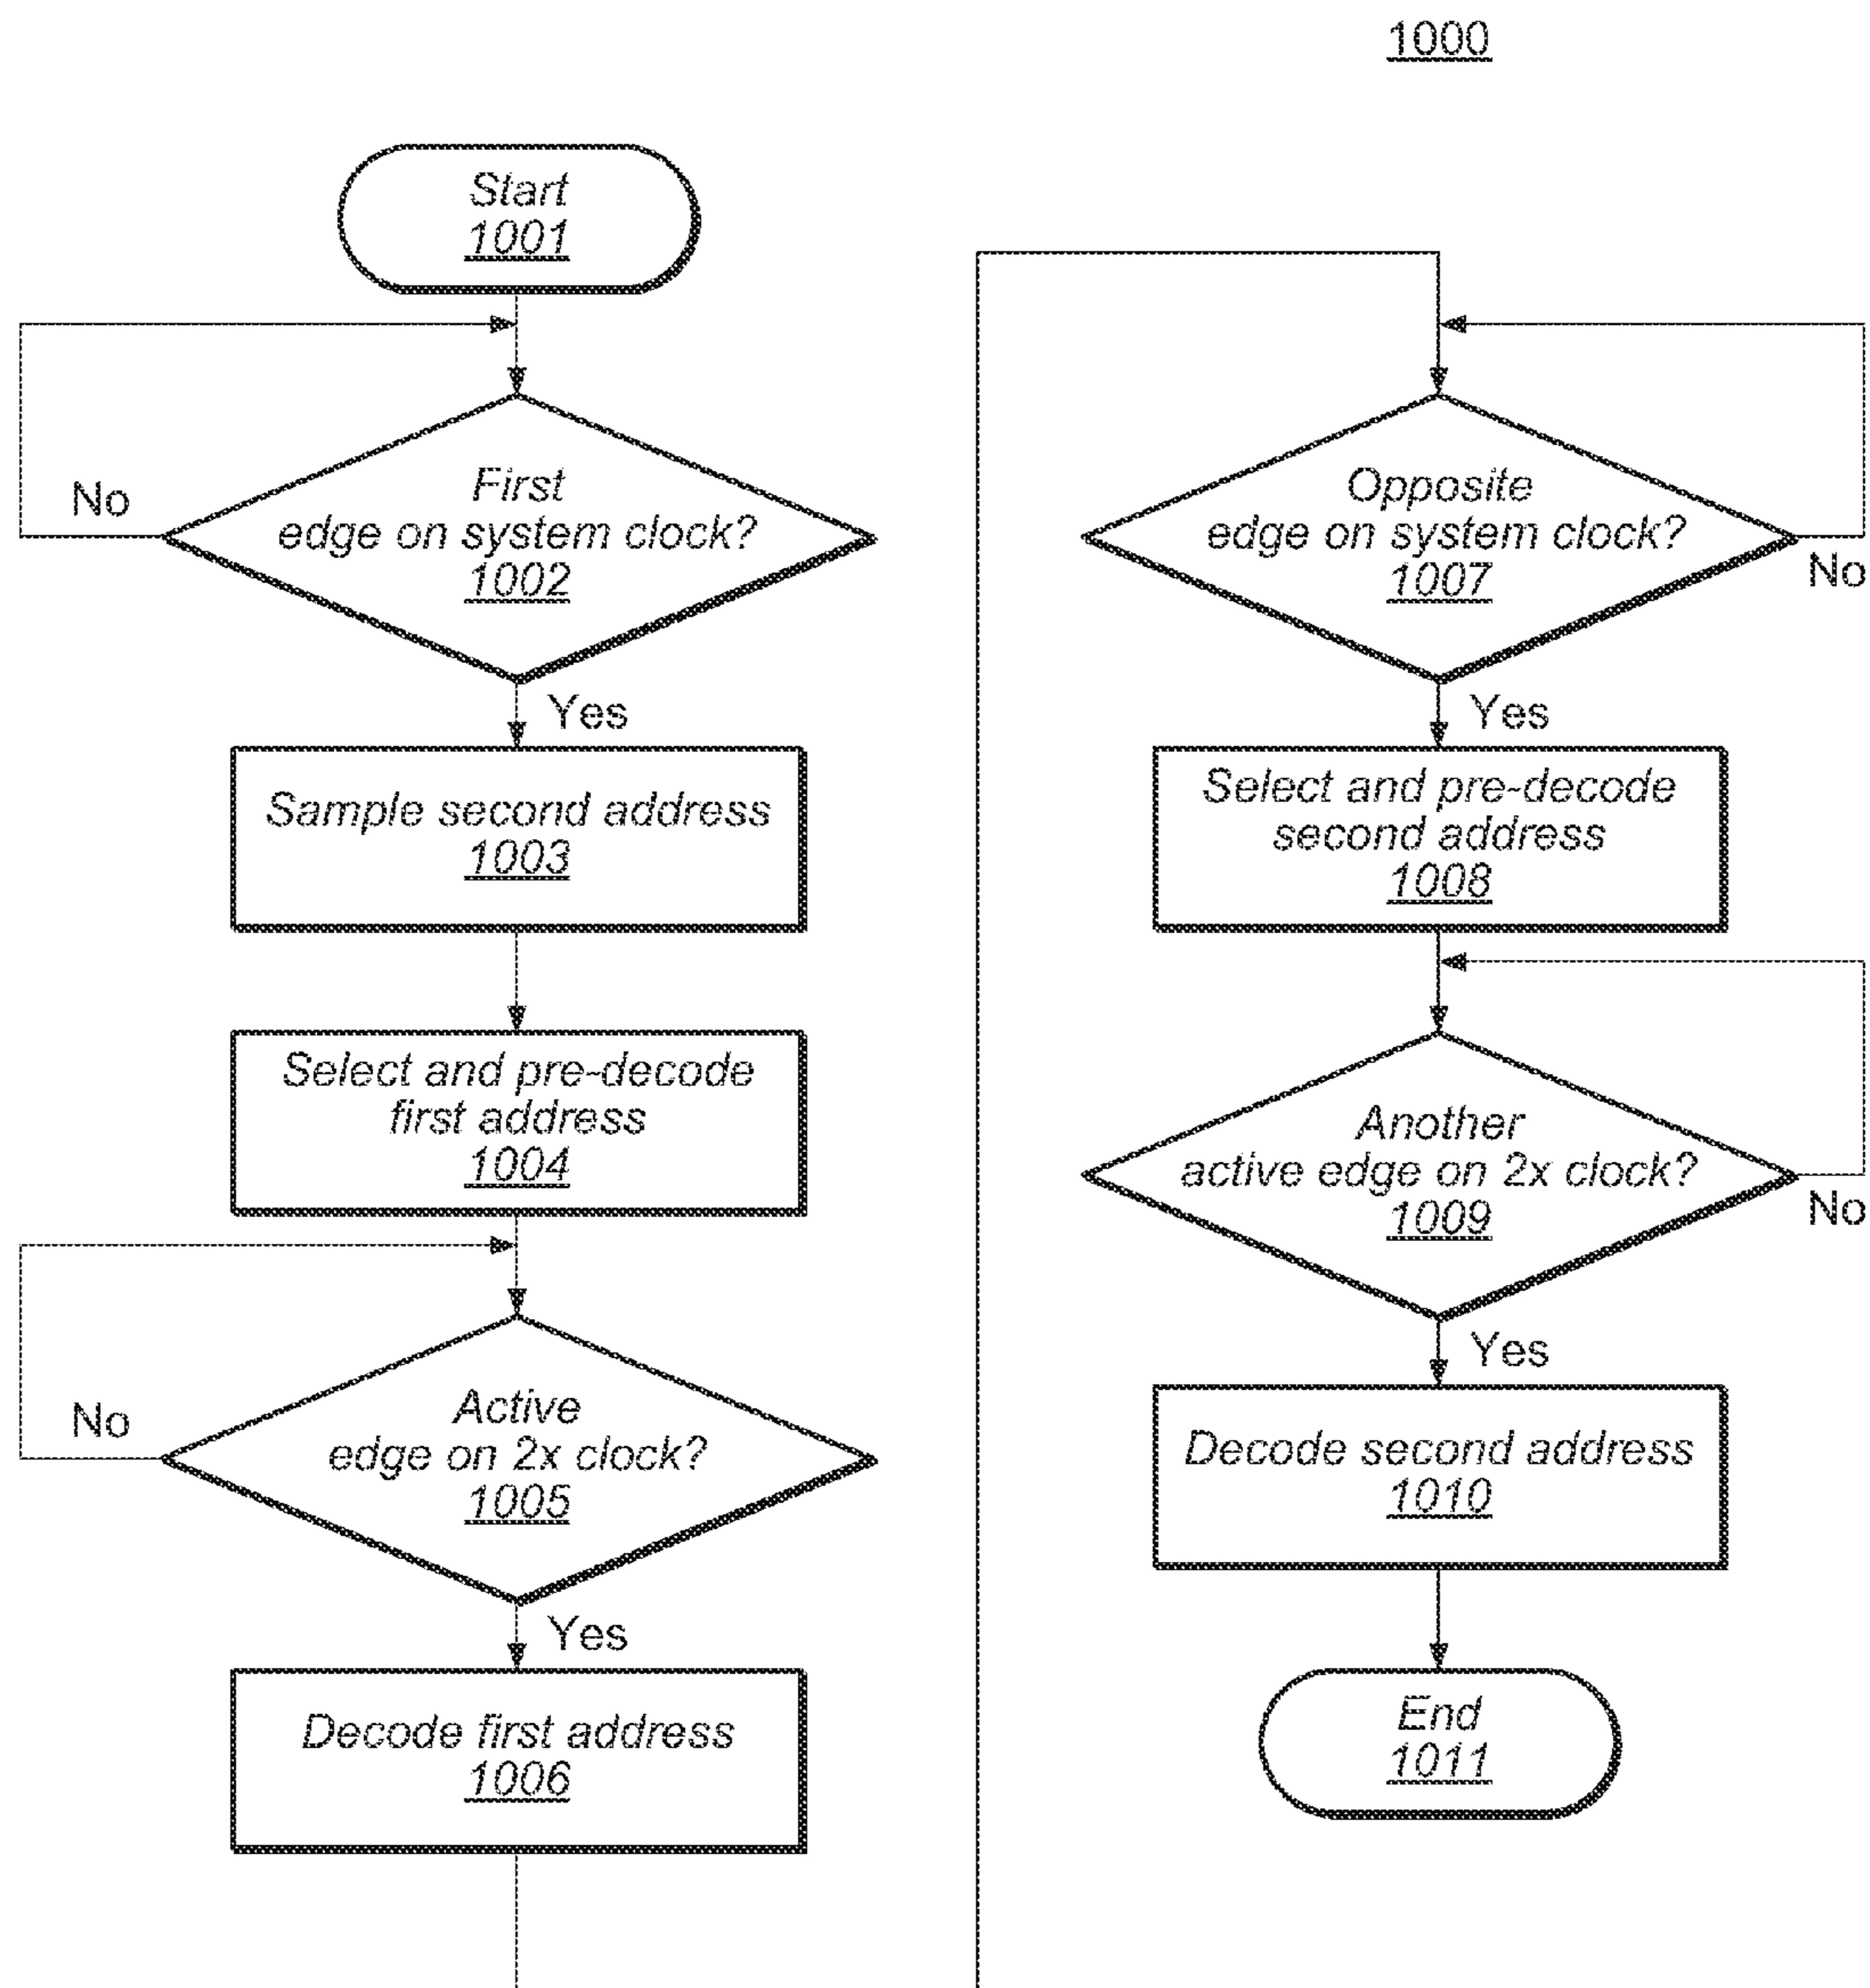 1000
Start
1001
First
edge on system clock?
1002
No
Yes
Sample second address
1003
Select and pre-decode
first address
1004
Active
edge on 2x clock?
1005
No
Yes
Decode first address
1006
Opposite
edge on system clock?
1007
No
Yes
Select and pre-decode
second address
1008
Another
active edge on 2x clock?
1009
No
Yes
Decode second address
1010
End
1011